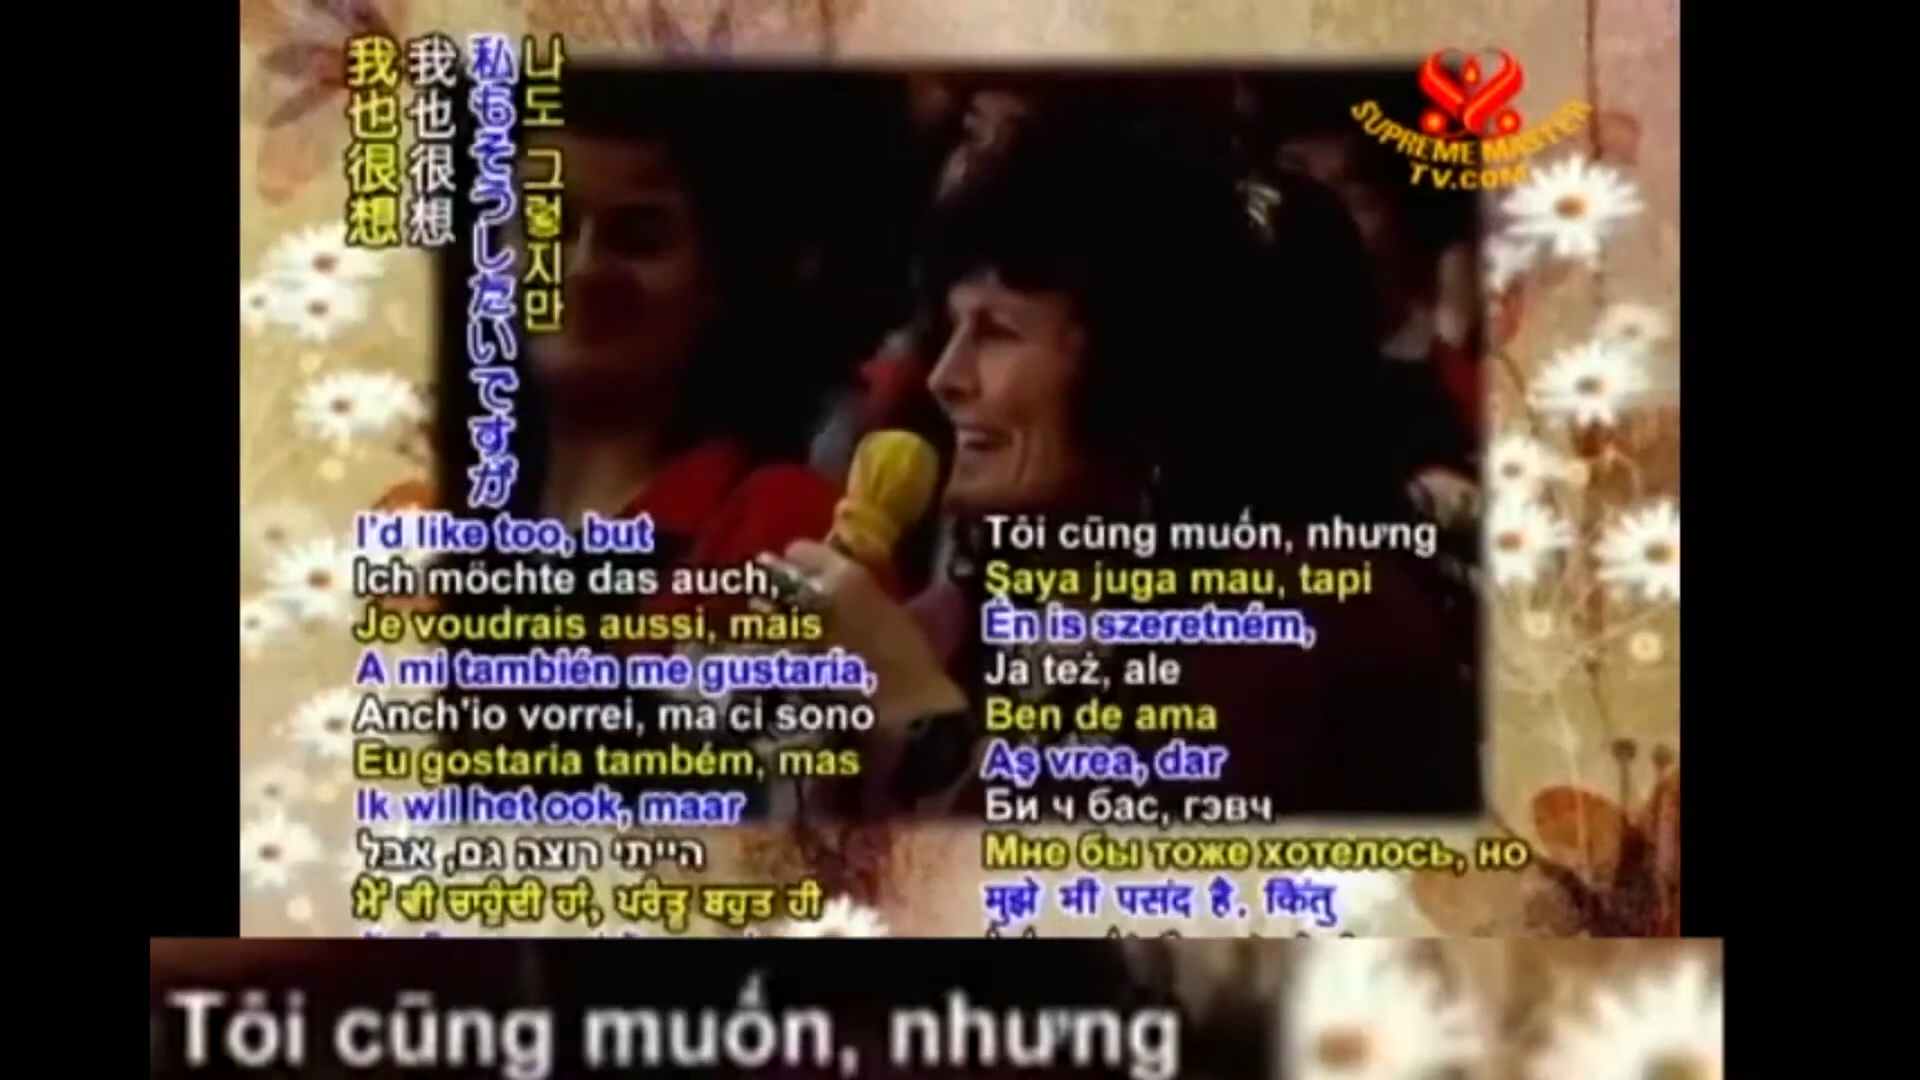 我也很想
我也很想
私もそうしたいですが
나도 그렇지만
SUPREME MASTER
TV.COM
I'd like too, but
Ich möchte das auch,
Je voudrais aussi, mais
A mi también me gustaria,
Anch'io vorrei, ma ci sono
Eu gostaria também, mas
Ik wil het ook, maar
הייתי רוצה גם, אבל
ਮੈਂ ਵੀ ਚਾਹੁੰਦੀ ਹਾਂ, ਪਰੰਤੂ ਬਹੁਤ ਹੀ
Tôi cũng muốn, nhưng
Saya juga mau, tapi
Én is szeretném,
Ja też, ale
Ben de ama
Aş vrea, dar
Би ч бас, гэвч
Мне бы тоже хотелось, но
मुझे भी पसंद है. किंतु
Tôi cũng muốn, nhưng